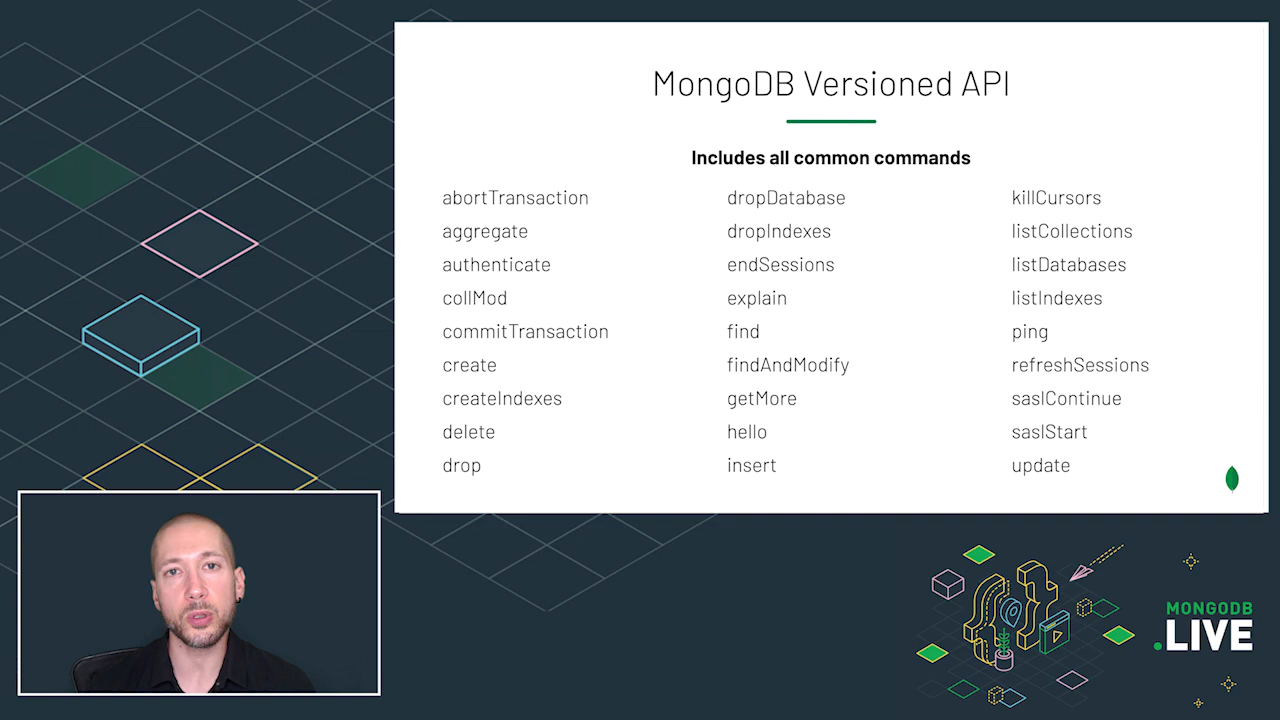 MongoDB Versioned API
Includes all common commands
abortTransaction
aggregate
authenticate
collMod
commitTransaction
create
createIndexes
delete
drop
dropDatabase
dropIndexes
endSessions
explain
find
findAndModify
getMore
hello
insert
killCursors
listCollections
listDatabases
listIndexes
ping
refreshSessions
saslContinue
saslStart
update
MONGODB
.LIVE